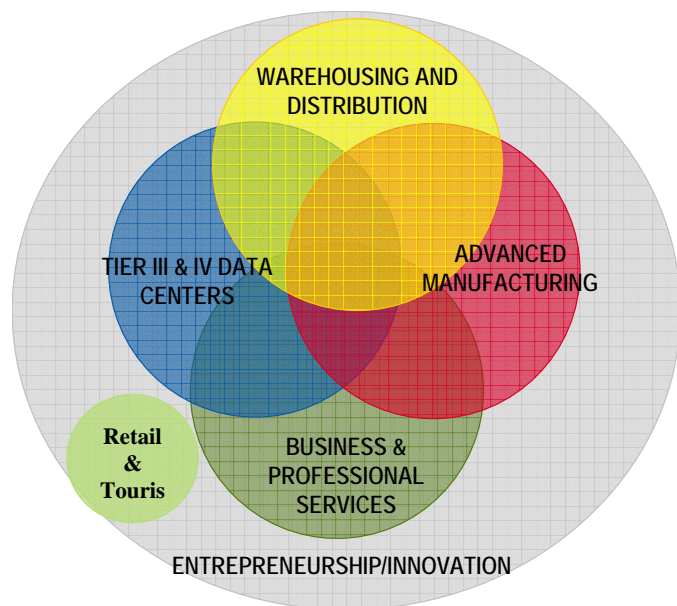 WAREHOUSING AND
DISTRIBUTION
TIER III & IV DATA
CENTERS
ADVANCED
MANUFACTURING
Retail
&
Touris
BUSINESS &
PROFESSIONAL
SERVICES
ENTREPRENEURSHIP/INNOVATION